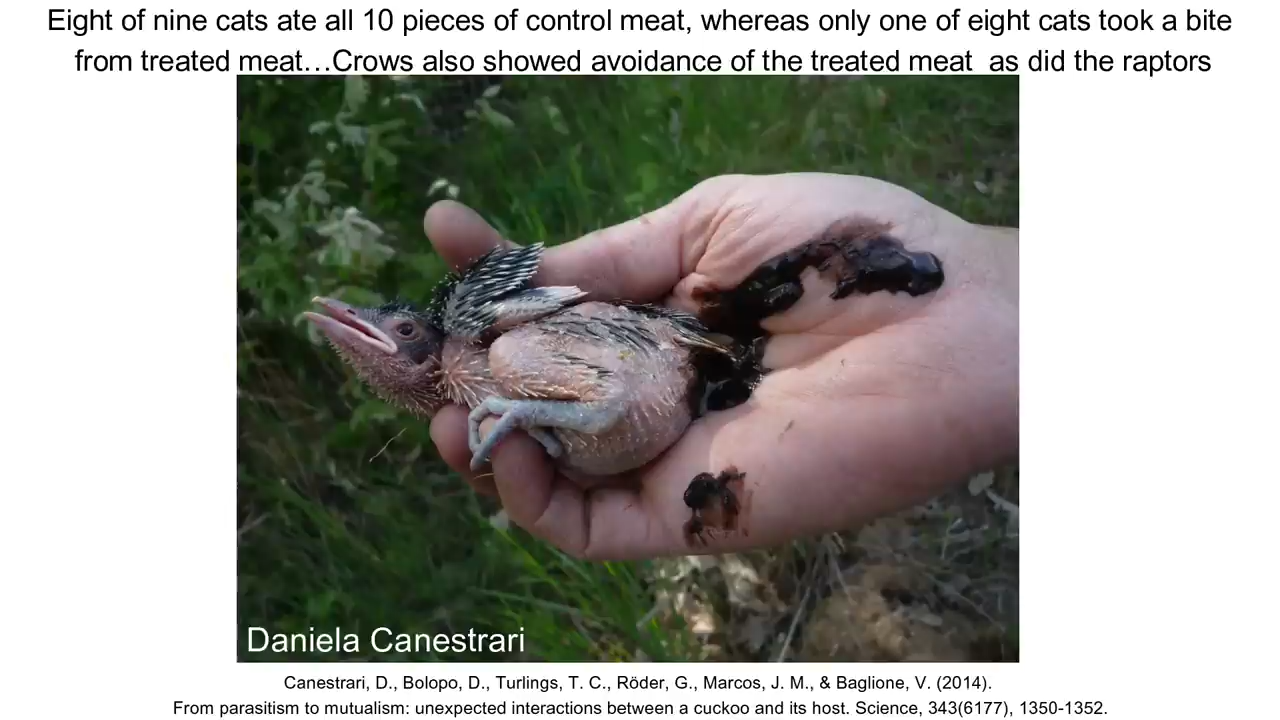 Eight of nine cats ate all 10 pieces of control meat, whereas only one of eight cats took a bite
from treated meat…Crows also showed avoidance of the treated meat  as did the raptors
Daniela Canestrari
Canestrari, D., Bolopo, D., Turlings, T. C., Röder, G., Marcos, J. M., & Baglione, V. (2014).
From parasitism to mutualism: unexpected interactions between a cuckoo and its host. Science, 343(6177), 1350-1352.